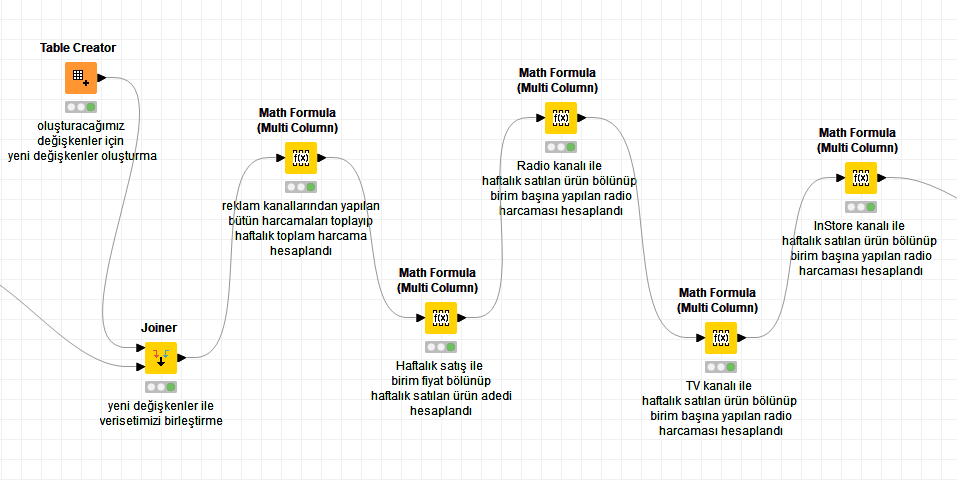 Table Creator
oluşturacağımız
değişkenler için
yeni değişkenler oluşturma
Joiner
yeni değişkenler ile
verisetimizi birleştirme
Math Formula
(Multi Column)
f(x)
reklam kanallarından yapılan
bütün harcamaları toplayıp
haftalık toplam harcama
hesaplandı
Math Formula
(Multi Column)
f(x)
Haftalık satış ile
birim fiyat bölünüp
haftalık satılan ürün adedi
hesaplandı
Math Formula
(Multi Column)
f(x)
Radio kanalı ile
haftalık satılan ürün bölünüp
birim başına yapılan radio
harcaması hesaplandı
Math Formula
(Multi Column)
f(x)
TV kanalı ile
haftalık satılan ürün bölünüp
birim başına yapılan radio
harcaması hesaplandı
Math Formula
(Multi Column)
f(x)
InStore kanalı ile
haftalık satılan ürün bölünüp
birim başına yapılan radio
harcaması hesaplandı